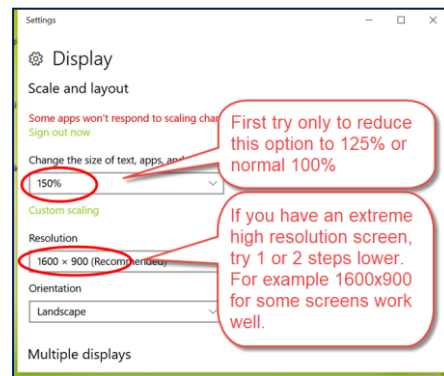 Settings
Display
Scale and layout
Some apps won't respond to scaling
Sign out now
Change the size of text, apps,
150%
Custom scaling
Resolution
1600 × 900 (Recommended)
Orientation
Landscape
Multiple displays
First try only to reduce
this option to 125% or
normal 100%
If you have an extreme
high resolution screen,
try 1 or 2 steps lower.
For example 1600x900
for some screens work
well.